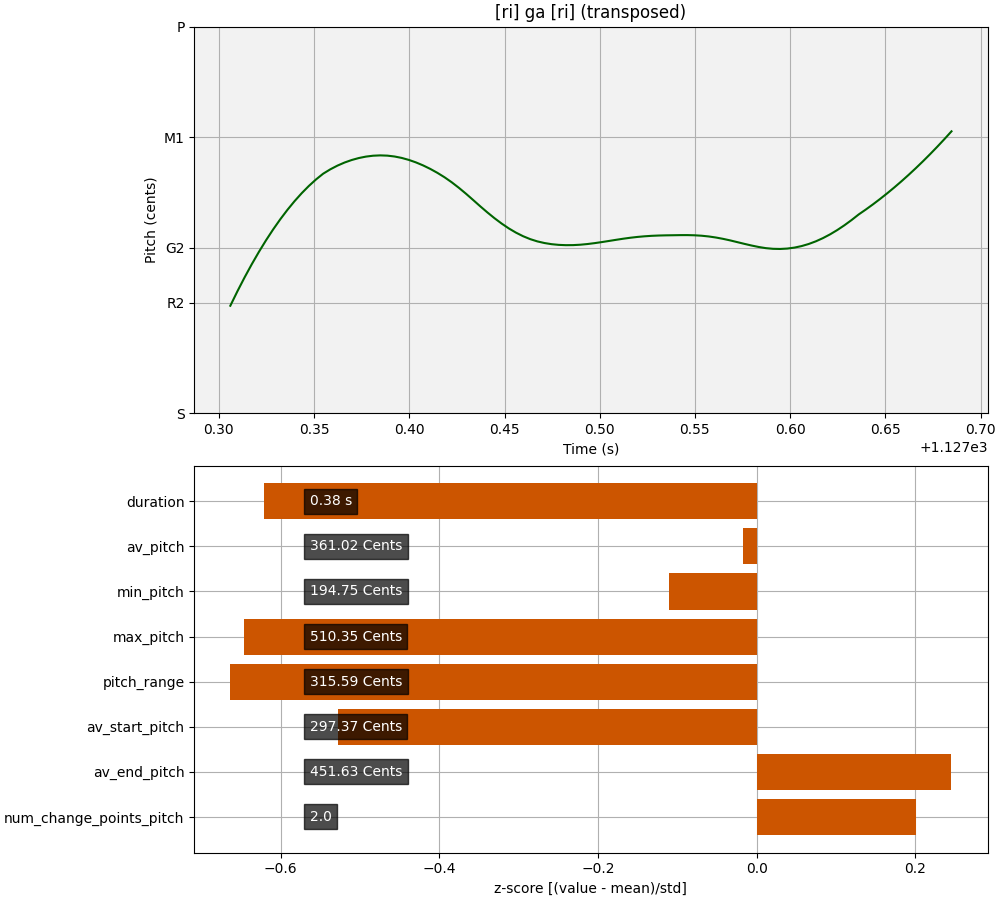 [ri] ga [ri] (transposed)
P
M1
G2
R2
S
Pitch (cents)
0.30 0.35 0.40 0.45 0.50 0.55 0.60 0.65 0.70
Time (s)
+1.127e3
duration 0.38 s
av_pitch 361.02 Cents
min_pitch 194.75 Cents
max_pitch 510.35 Cents
pitch_range 315.59 Cents
av_start_pitch 297.37 Cents
av_end_pitch 451.63 Cents
num_change_points_pitch 2.0
−0.6 −0.4 −0.2 0.0 0.2
z-score [(value - mean)/std]